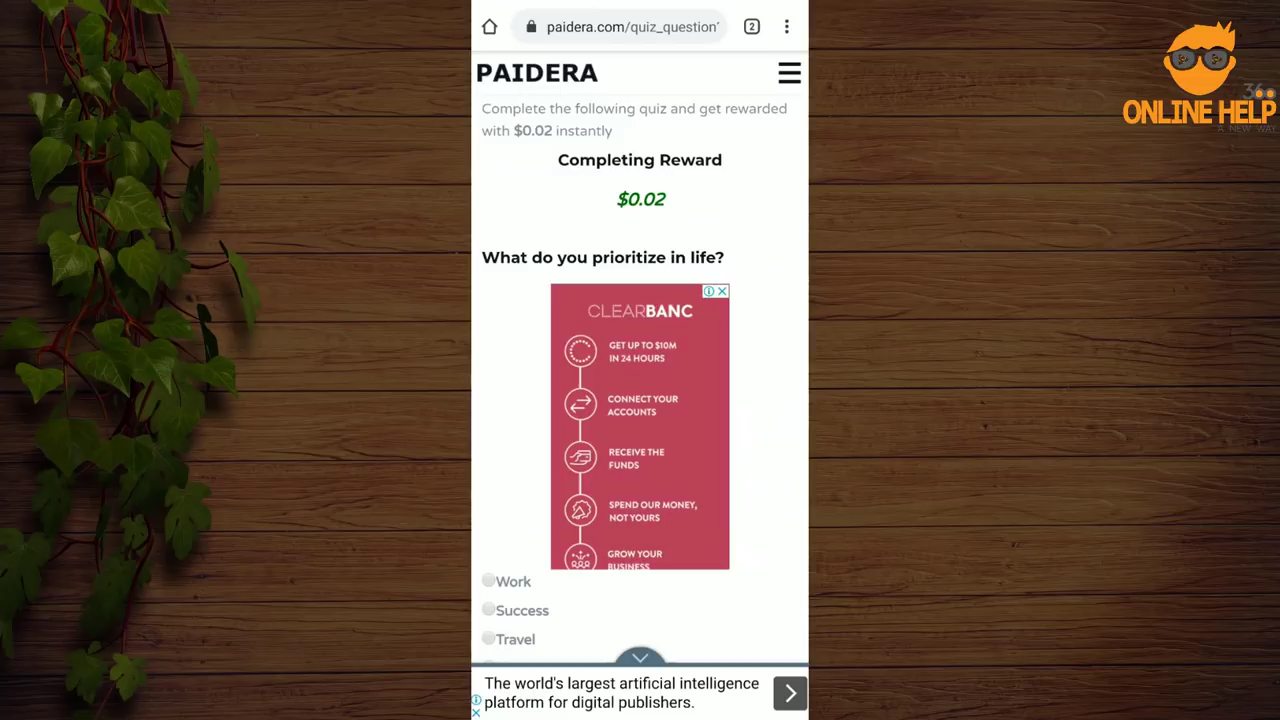 paidera.com/quiz_question
2
PAIDERA
Complete the following quiz and get rewarded
with $0.02 instantly
Completing Reward
$0.02
What do you prioritize in life?
CLEARBANC
GET UP TO $10M
IN 24 HOURS
CONNECT YOUR
ACCOUNTS
RECEIVE THE
FUNDS
SPEND OUR MONEY,
NOT YOURS
GROW YOUR
BUSINESS
Work
Success
Travel
The world's largest artificial intelligence
platform for digital publishers.
ONLINE HELP
A NEW WAY